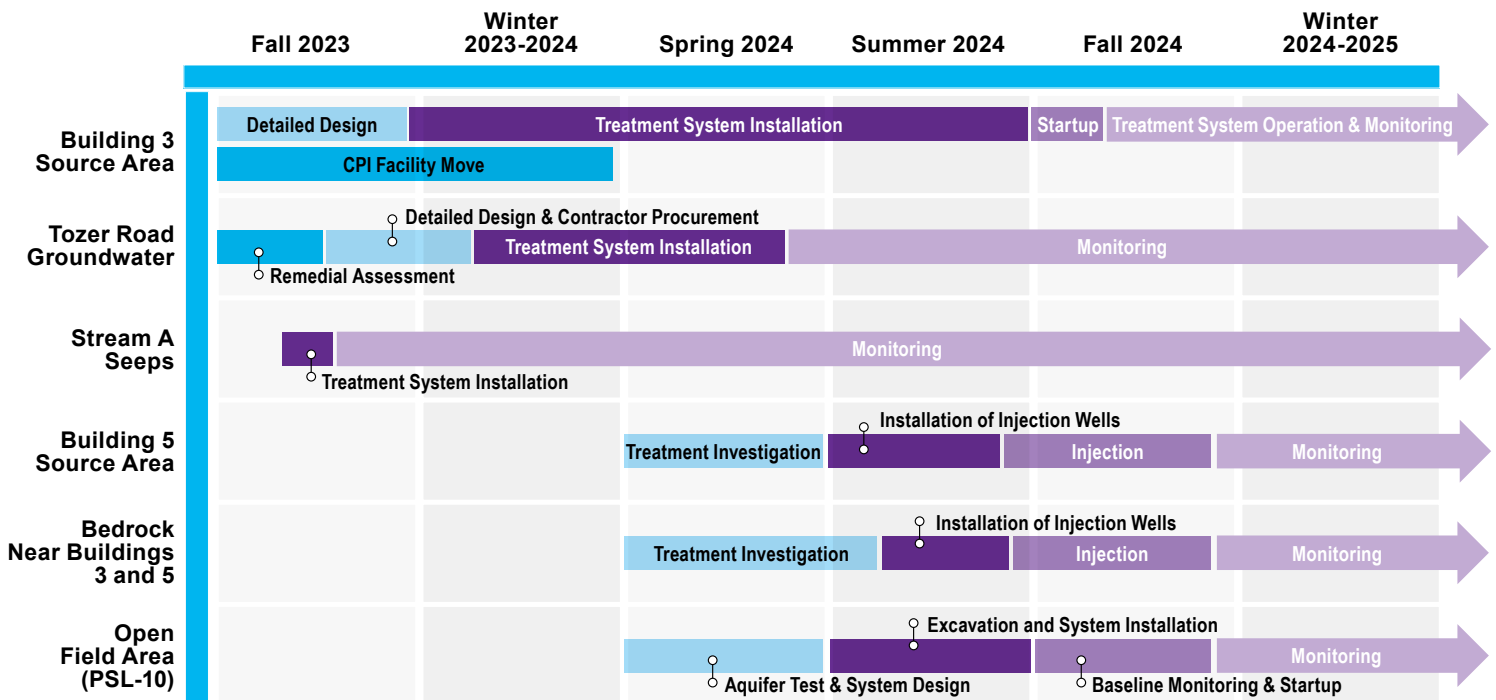 Fall 2023
Winter
2023-2024
Spring 2024
Summer 2024
Fall 2024
Winter
2024-2025
Building 3
Source Area
Detailed Design
Treatment System Installation
Startup
Treatment System Operation & Monitoring
CPI Facility Move
Tozer Road
Groundwater
Detailed Design & Contractor Procurement
Treatment System Installation
Monitoring
Remedial Assessment
Stream A
Seeps
Monitoring
Treatment System Installation
Building 5
Source Area
Installation of Injection Wells
Treatment Investigation
Injection
Monitoring
Bedrock
Near Buildings
3 and 5
Installation of Injection Wells
Treatment Investigation
Injection
Monitoring
Open
Field Area
(PSL-10)
Excavation and System Installation
Monitoring
Aquifer Test & System Design
Baseline Monitoring & Startup